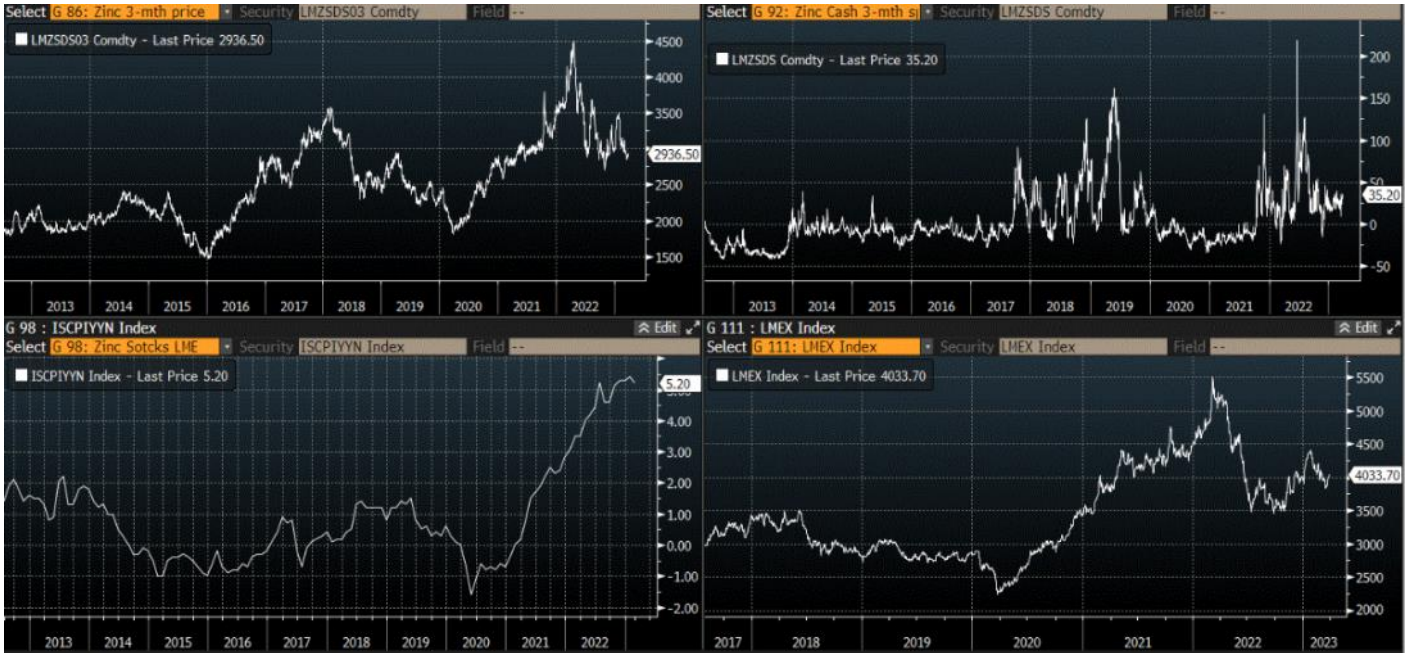 Select G 86: Zinc 3-mth price Security LMZSDS03 Comdty Field --
LMZSDS03 Comdty - Last Price 2936.50
4500
4000
3500
2936.50
2500
2000
1500
2013 2014 2015 2016 2017 2018 2019 2020 2021 2022
Select G 92: Zinc Cash 3-mth s Security LMZSDS Comdty Field --
LMZSDS Comdty - Last Price 35.20
200
150
100
50
35.20
0
-50
2013 2014 2015 2016 2017 2018 2019 2020 2021 2022
G 98 : ISCPIYYN Index Edit
Select G 98: Zinc Sotcks LME Security ISCPIYYN Index Field --
ISCPIYYN Index - Last Price 5.20
5.20
5.00
4.00
3.00
2.00
1.00
0.00
-1.00
-2.00
2013 2014 2015 2016 2017 2018 2019 2020 2021 2022
G 111 : LMEX Index Edit
Select G 111: LMEX Index Security LMEX Index Field --
LMEX Index - Last Price 4033.70
5500
5000
4500
4033.70
3500
3000
2500
2000
2017 2018 2019 2020 2021 2022 2023